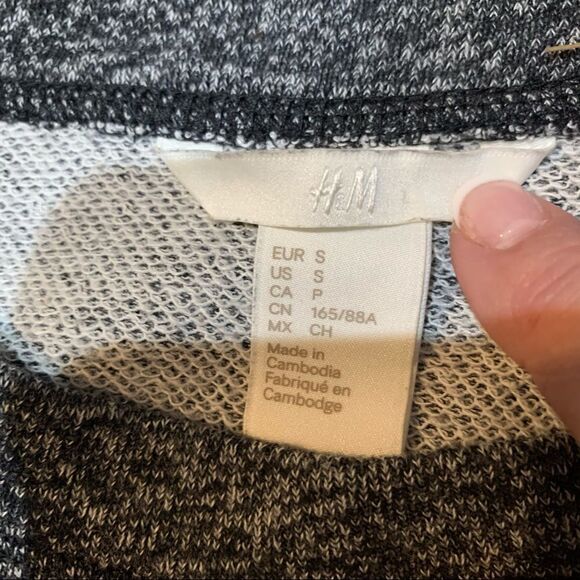 H&M
EUR S
US S
CA P
CN 165/88A
MX CH
Made in
Cambodia
Fabriqué en
Cambodge